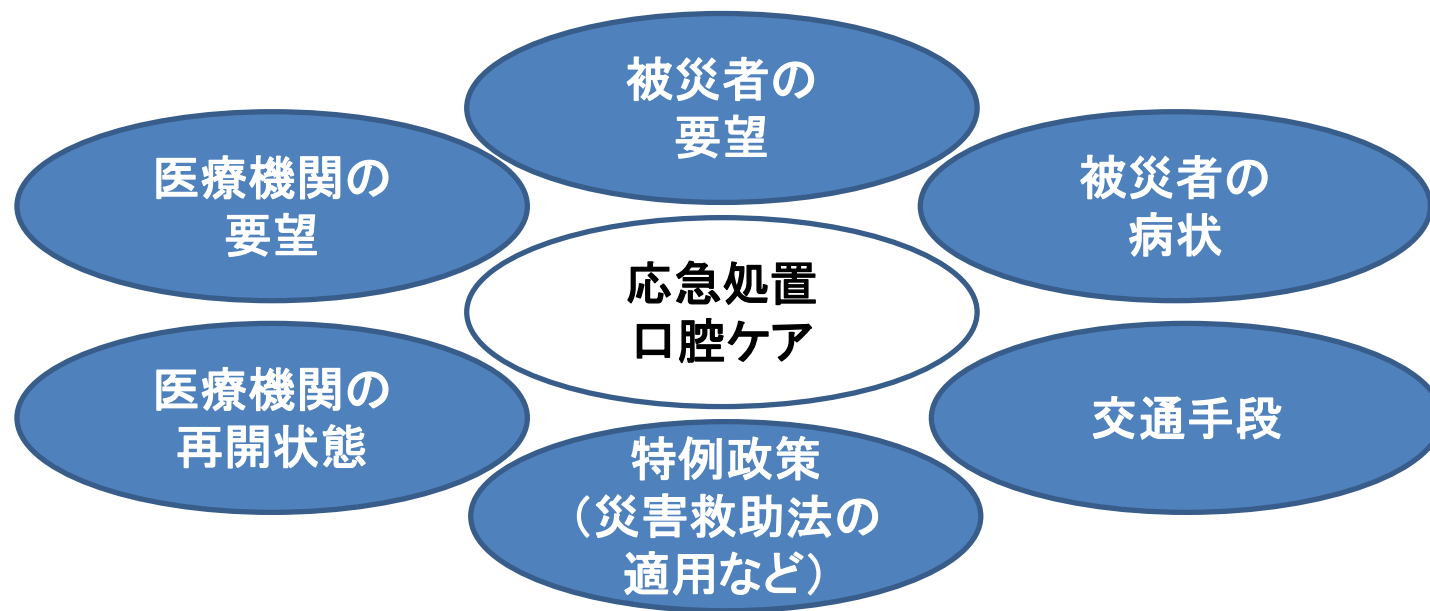 被災者の
要望
医療機関の
要望
被災者の
病状
応急処置
口腔ケア
医療機関の
再開状態
交通手段
特例政策
（災害救助法の
適用など）